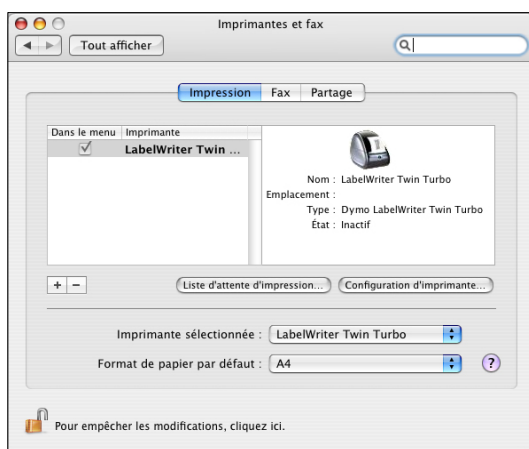 Imprimantes et fax
Tout afficher
Impression Fax Partage
Dans le menu Imprimante
LabelWriter Twin ...
Nom : LabelWriter Twin Turbo
Emplacement :
Type : Dymo LabelWriter Twin Turbo
État : Inactif
+ −
Liste d'attente d'impression... Configuration d'imprimante...
Imprimante sélectionnée : LabelWriter Twin Turbo
Format de papier par défaut : A4 ?
Pour empêcher les modifications, cliquez ici.